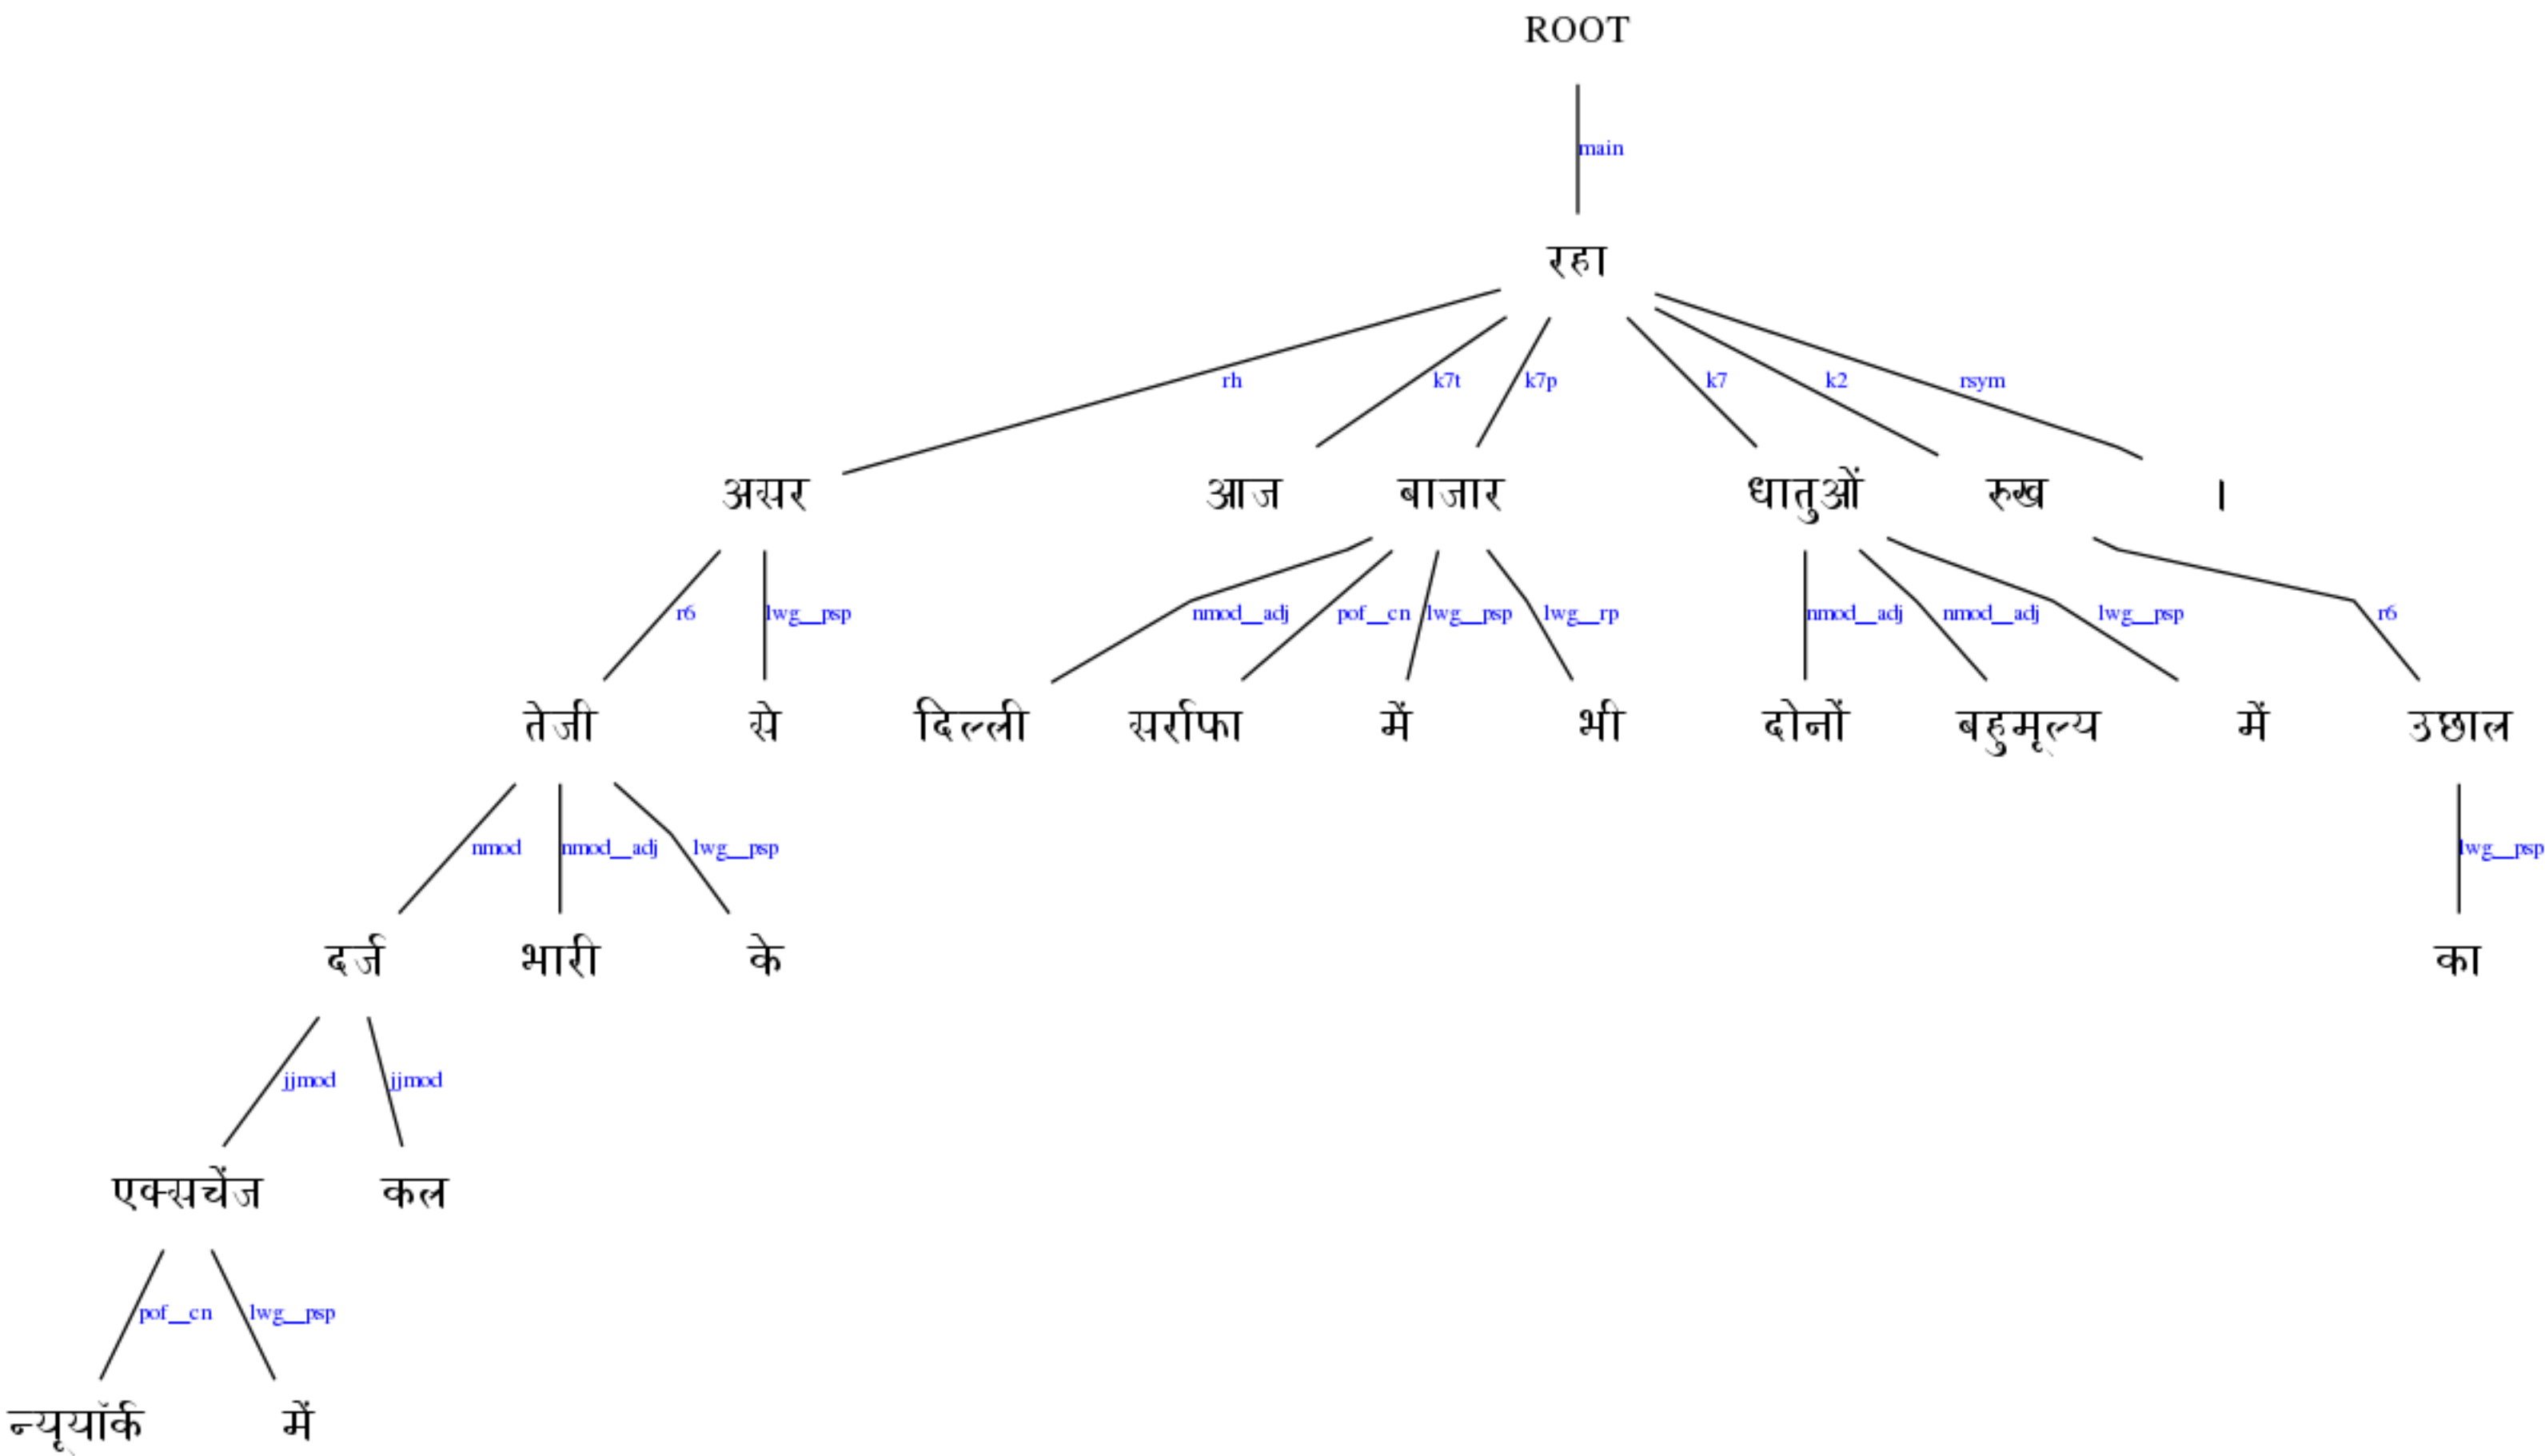 ROOT
main
रहा
rh k7t k7p k7 k2 rsym
असर आज बाजार धातुओं रुख ।
r6 lwg__psp nmod__adj pof__cn lwg__psp lwg__rp nmod__adj nmod__adj lwg__psp r6
तेजी से दिल्ली सर्राफा में भी दोनों बहुमूल्य में उछाल
nmod nmod__adj lwg__psp lwg__psp
दर्ज भारी के का
jjmod jjmod
एक्सचेंज कल
pof__cn lwg__psp
न्यूयॉर्क में